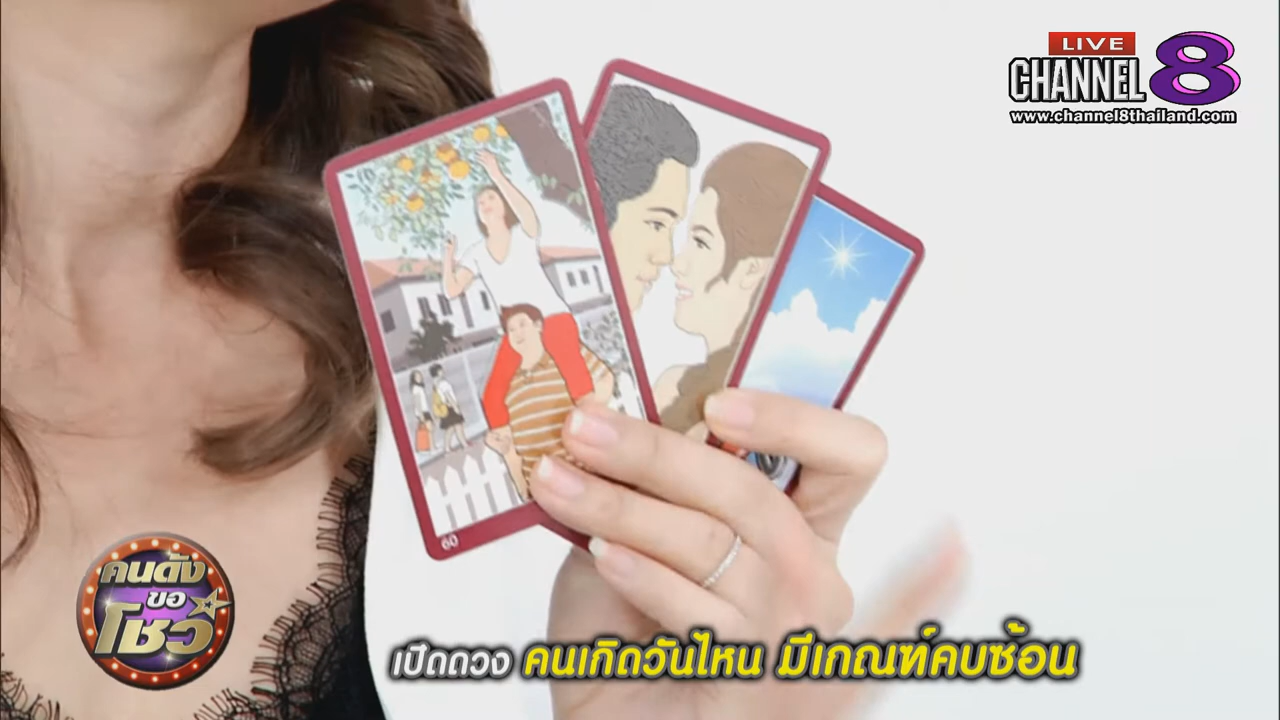 LIVE
CHANNEL 8
www.channel8thailand.com
60
คนดัง
ขอ
โชว์
เปิดดวง คนเกิดวันไหน มีเกณฑ์คบซ้อน